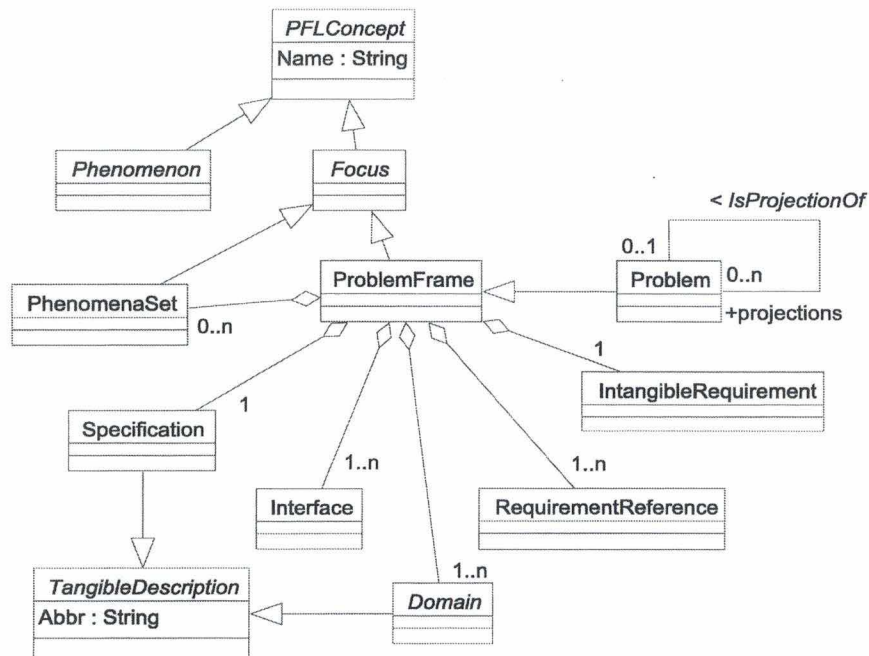 PFLConcept
Name : String
Phenomenon
Focus
< IsProjectionOf
0..1
ProblemFrame
Problem
0..n
PhenomenaSet
+projections
0..n
1
IntangibleRequirement
1
Specification
1..n
1..n
Interface
RequirementReference
1..n
TangibleDescription
Domain
Abbr : String